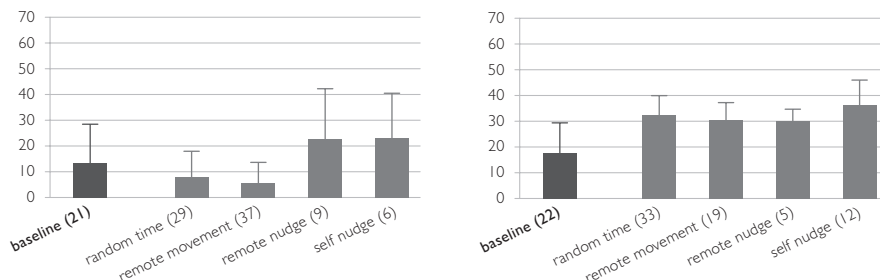 70
60
50
40
30
20
10
0
baseline (21)
random time (29)
remote movement (37)
remote nudge (9)
self nudge (6)
70
60
50
40
30
20
10
0
baseline (22)
random time (33)
remote movement (19)
remote nudge (5)
self nudge (12)